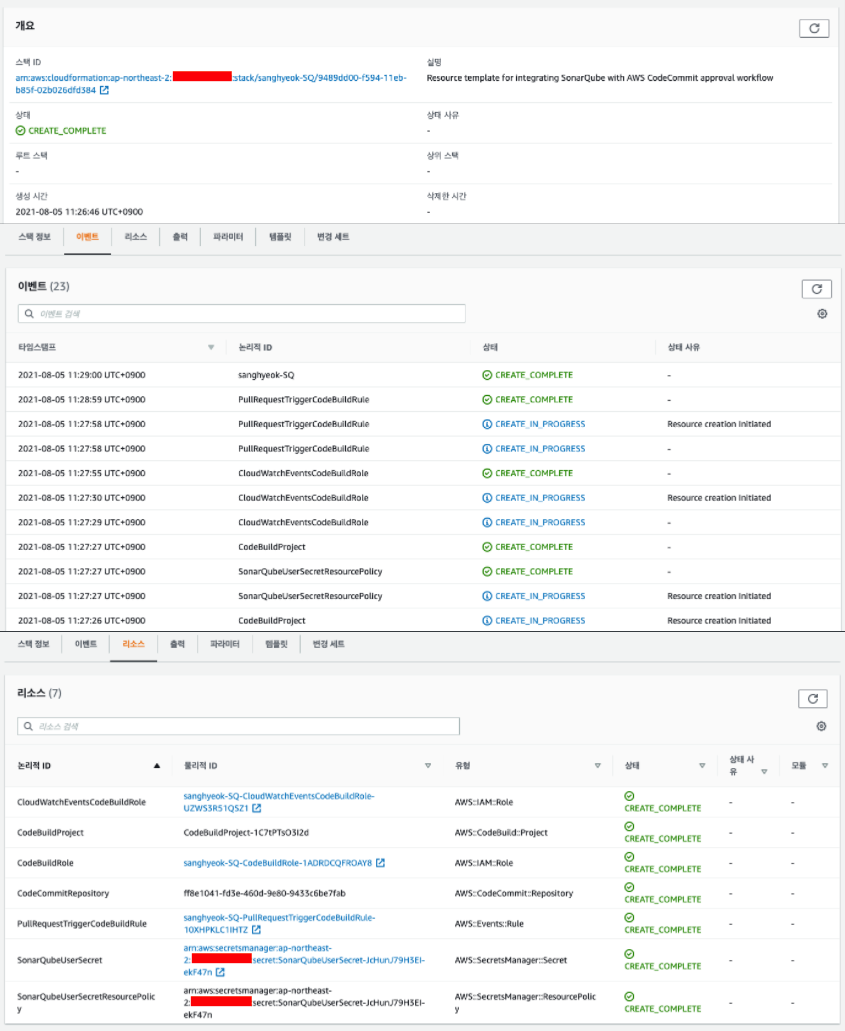 개요
스택 ID
설명
arn:aws:cloudformation:ap-northeast-2: :stack/sanghyeok-SQ/9489dd00-f594-11eb-
b85f-02b026dfd384
Resource template for integrating SonarQube with AWS CodeCommit approval workflow
상태
상태 사유
CREATE_COMPLETE
-
루트 스택
상위 스택
-
-
생성 시간
삭제한 시간
2021-08-05 11:26:46 UTC+0900
-
스택 정보 이벤트 리소스 출력 파라미터 템플릿 변경 세트
이벤트 (23)
이벤트 검색
타임스탬프 논리적 ID 상태 상태 사유
2021-08-05 11:29:00 UTC+0900 sanghyeok-SQ CREATE_COMPLETE -
2021-08-05 11:28:59 UTC+0900 PullRequestTriggerCodeBuildRule CREATE_COMPLETE -
2021-08-05 11:27:58 UTC+0900 PullRequestTriggerCodeBuildRule CREATE_IN_PROGRESS Resource creation Initiated
2021-08-05 11:27:58 UTC+0900 PullRequestTriggerCodeBuildRule CREATE_IN_PROGRESS -
2021-08-05 11:27:55 UTC+0900 CloudWatchEventsCodeBuildRole CREATE_COMPLETE -
2021-08-05 11:27:30 UTC+0900 CloudWatchEventsCodeBuildRole CREATE_IN_PROGRESS Resource creation Initiated
2021-08-05 11:27:29 UTC+0900 CloudWatchEventsCodeBuildRole CREATE_IN_PROGRESS -
2021-08-05 11:27:27 UTC+0900 CodeBuildProject CREATE_COMPLETE -
2021-08-05 11:27:27 UTC+0900 SonarQubeUserSecretResourcePolicy CREATE_COMPLETE -
2021-08-05 11:27:27 UTC+0900 SonarQubeUserSecretResourcePolicy CREATE_IN_PROGRESS Resource creation Initiated
2021-08-05 11:27:26 UTC+0900 CodeBuildProject CREATE_IN_PROGRESS Resource creation Initiated
스택 정보 이벤트 리소스 출력 파라미터 템플릿 변경 세트
리소스 (7)
리소스 검색
논리적 ID 물리적 ID 유형 상태 상태 사
유 모듈
CloudWatchEventsCodeBuildRole sanghyeok-SQ-CloudWatchEventsCodeBuildRole-
UZWS3R51QSZ1 AWS::IAM::Role CREATE_COMPLETE - -
CodeBuildProject CodeBuildProject-1C7tPTsO3I2d AWS::CodeBuild::Project CREATE_COMPLETE - -
CodeBuildRole sanghyeok-SQ-CodeBuildRole-1ADRDCQFROAY8 AWS::IAM::Role CREATE_COMPLETE - -
CodeCommitRepository ff8e1041-fd3e-460d-9e80-9433c6be7fab AWS::CodeCommit::Repository CREATE_COMPLETE - -
PullRequestTriggerCodeBuildRule sanghyeok-SQ-PullRequestTriggerCodeBuildRule-
10XHPKLC1IHTZ AWS::Events::Rule CREATE_COMPLETE - -
SonarQubeUserSecret arn:aws:secretsmanager:ap-northeast-
2: secret:SonarQubeUserSecret-JcHunJ79H3EI-
ekF47n AWS::SecretsManager::Secret CREATE_COMPLETE - -
SonarQubeUserSecretResourcePolic
y arn:aws:secretsmanager:ap-northeast-
2: secret:SonarQubeUserSecret-JcHunJ79H3EI-
ekF47n AWS::SecretsManager::ResourcePolic
y CREATE_COMPLETE - -